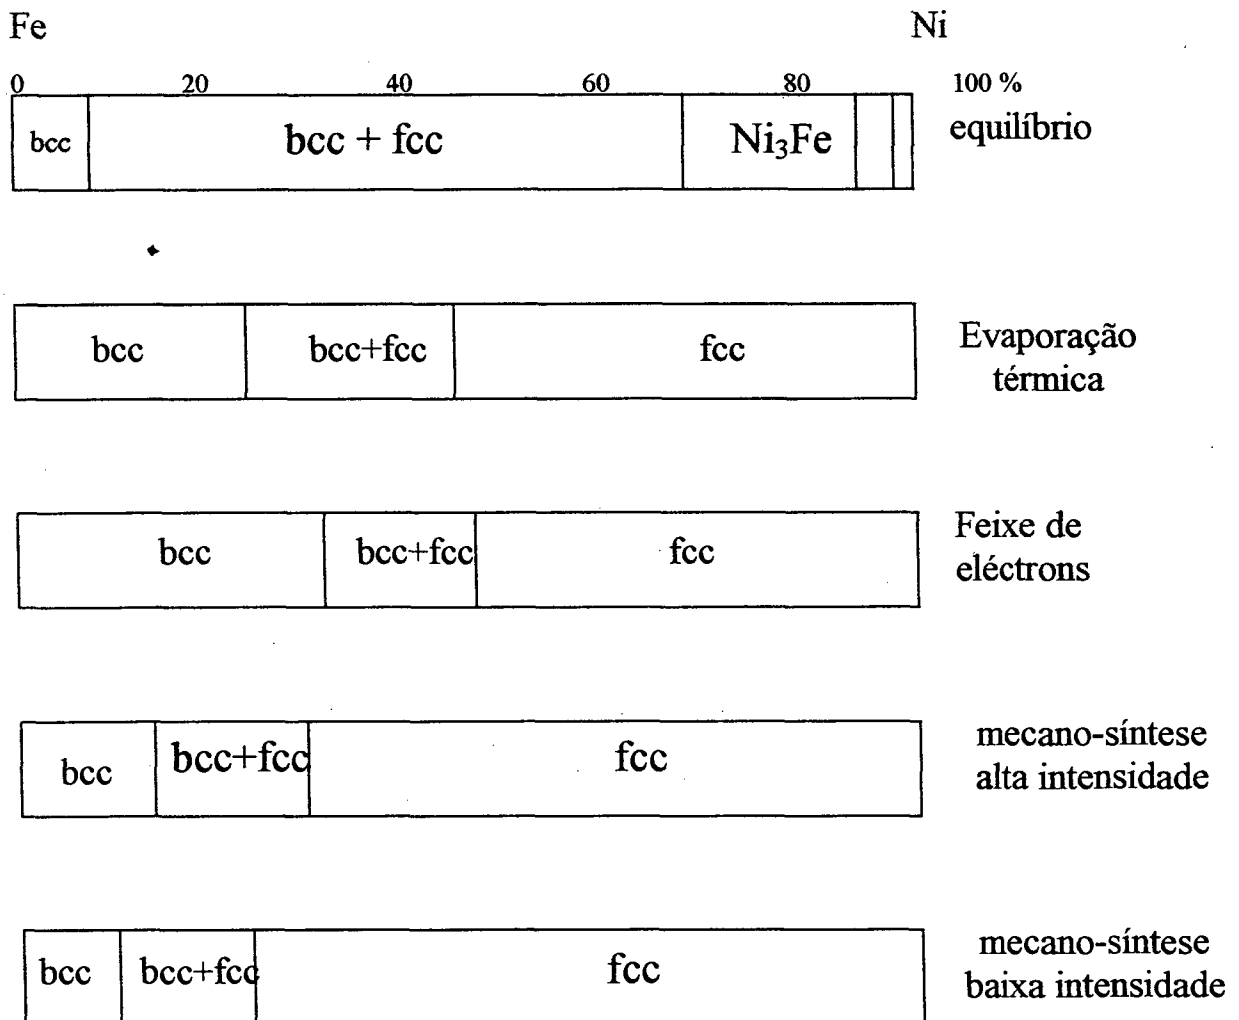 Fe Ni
0 20 40 60 80 100 %
bcc bcc + fcc Ni₃Fe equilíbrio
bcc bcc+fcc fcc Evaporação
térmica
bcc bcc+fcc fcc Feixe de
eléctrons
bcc bcc+fcc fcc mecano-síntese
alta intensidade
bcc bcc+fcc fcc mecano-síntese
baixa intensidade